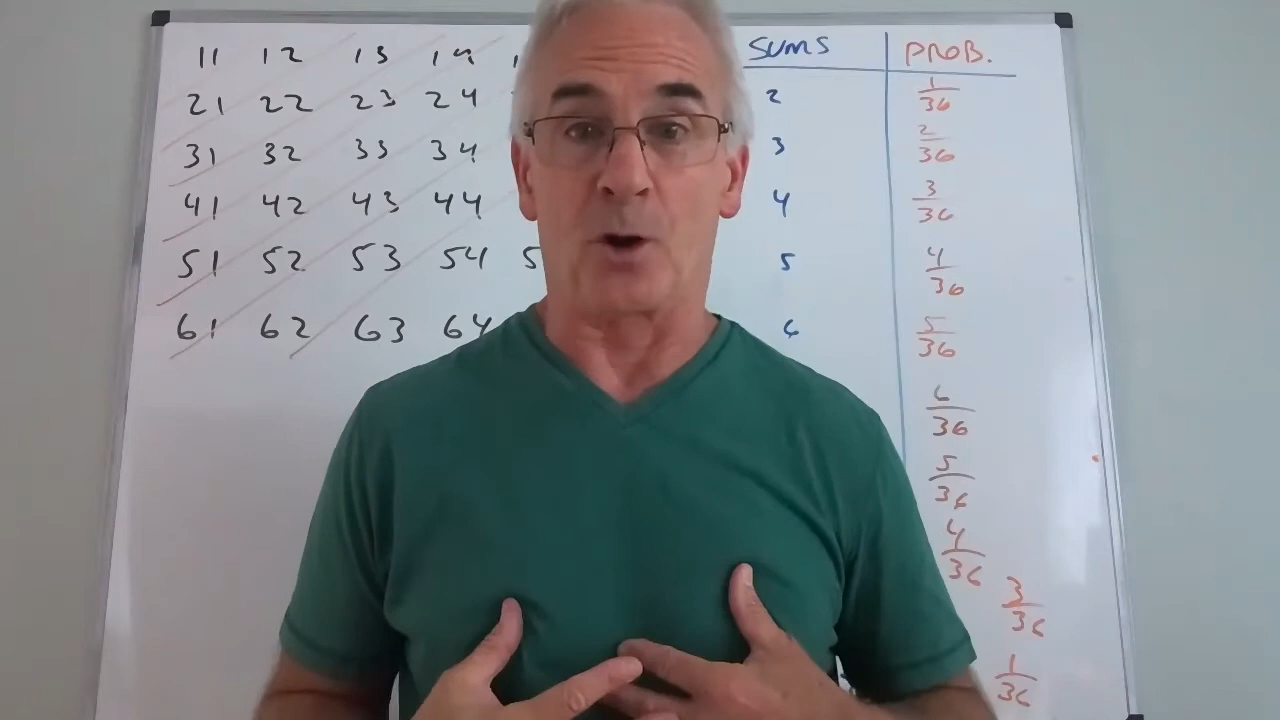 11 12 13 14 1 SUMS PROB.
21 22 23 24 2 1/36
31 32 33 34 3 2/36
41 42 43 44 4 3/36
51 52 53 54 5 5 4/36
61 62 63 64 6 5/36
6/36
5/36
4/36
3/36
1/36